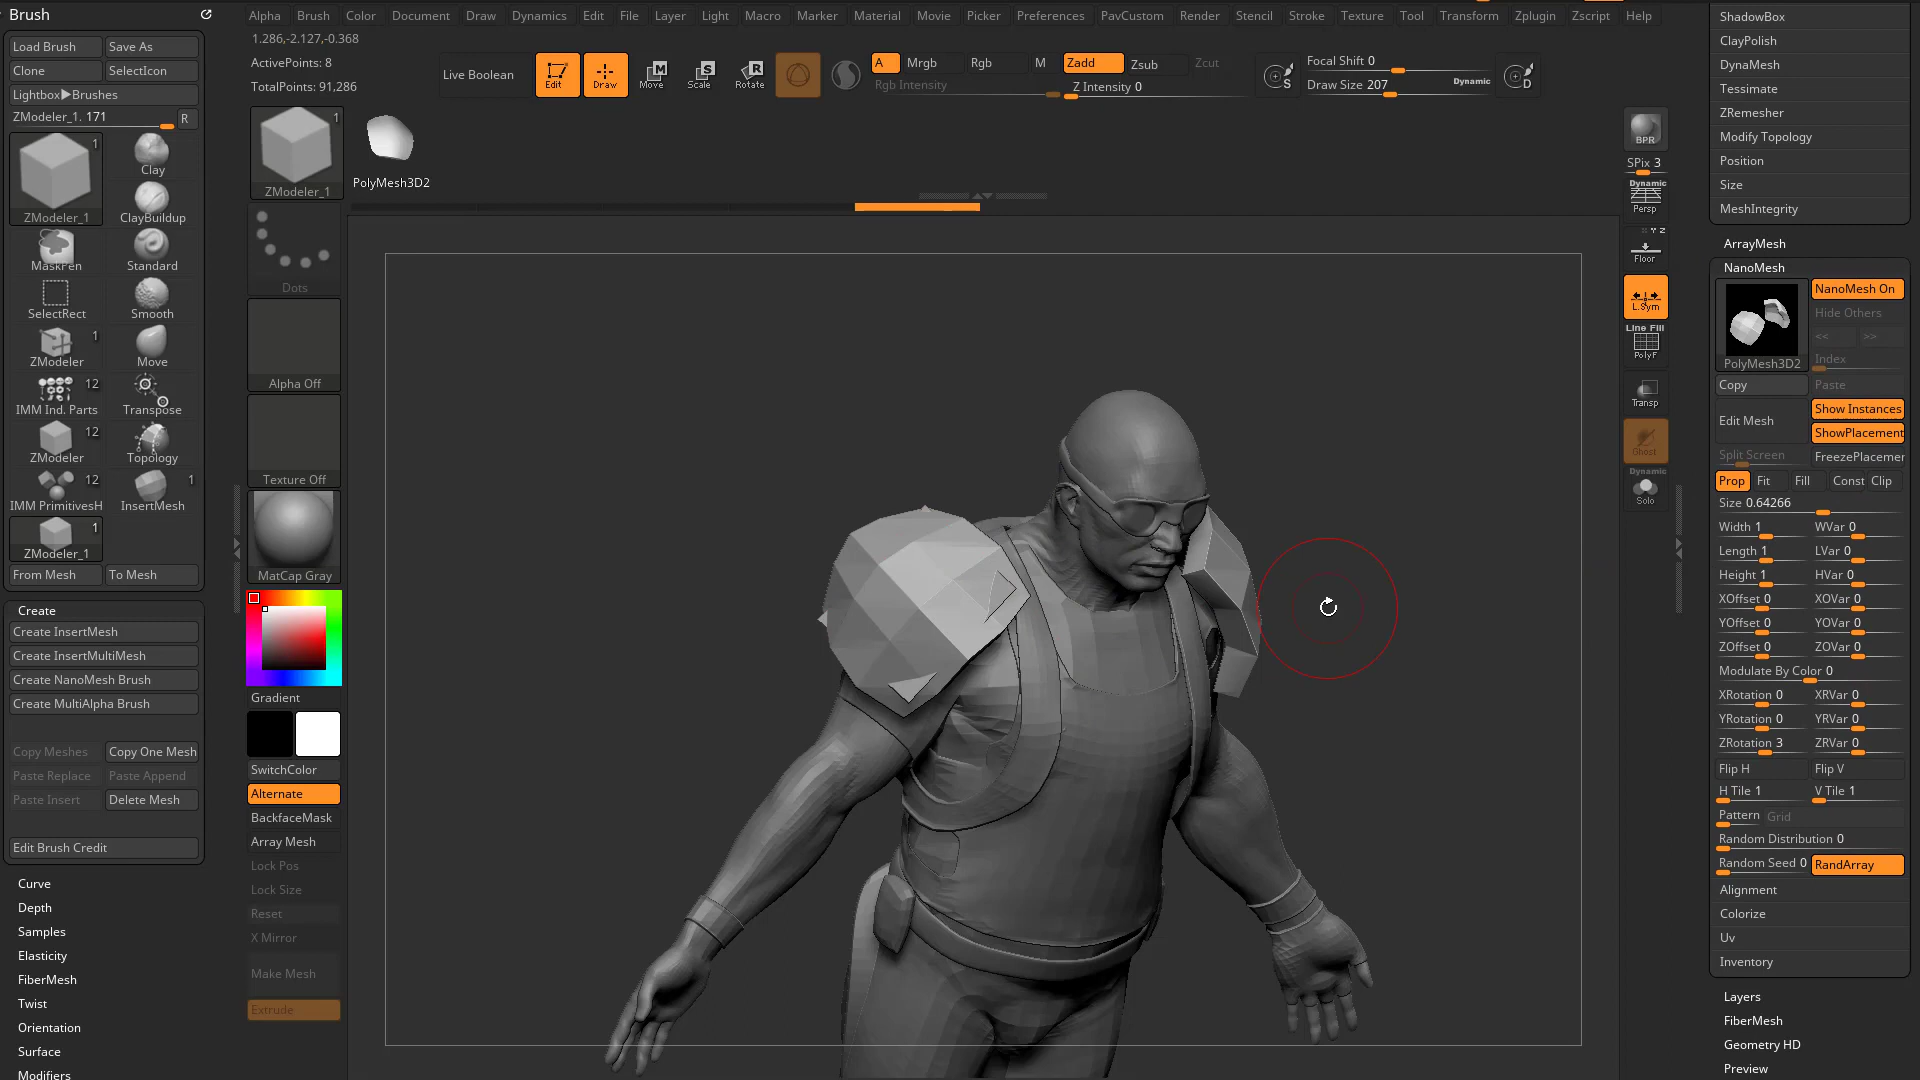 Brush
Load Brush
Save As
Clone
SelectIcon
Lightbox▶Brushes
ZModeler_1. 171
R
1
ZModeler_1
Clay
ClayBuildup
MaskPen
Standard
SelectRect
Smooth
1
ZModeler
Move
12
IMM Ind. Parts
Transpose
12
ZModeler
Topology
12
IMM PrimitivesH
1
InsertMesh
1
ZModeler_1
From Mesh
To Mesh
Create
Create InsertMesh
Create InsertMultiMesh
Create NanoMesh Brush
Create MultiAlpha Brush
Copy Meshes
Copy One Mesh
Paste Replace
Paste Append
Paste Insert
Delete Mesh
Edit Brush Credit
Curve
Depth
Samples
Elasticity
FiberMesh
Twist
Orientation
Surface
Modifiers
Alpha Brush Color Document Draw Dynamics Edit File Layer Light Macro Marker Material Movie Picker Preferences PavCustom Render Stencil Stroke Texture Tool Transform Zplugin Zscript Help
1.286,-2.127,-0.368
ActivePoints: 8
TotalPoints: 91,286
Live Boolean
Edit
Draw
M
Move
S
Scale
R
Rotate
A
Mrgb
Rgb
M
Rgb Intensity
Zadd
Zsub
Zcut
Z Intensity 0
S
Focal Shift 0
Draw Size 207
Dynamic
D
1
ZModeler_1
PolyMesh3D2
Dots
Alpha Off
Texture Off
MatCap Gray
Gradient
SwitchColor
Alternate
BackfaceMask
Array Mesh
Lock Pos
Lock Size
Reset
X Mirror
Make Mesh
Extrude
BPR
SPix 3
Dynamic
Persp
Floor
L.Sym
Line Fill
PolyF
Transp
Ghost
Dynamic
Solo
ShadowBox
ClayPolish
DynaMesh
Tessimate
ZRemesher
Modify Topology
Position
Size
MeshIntegrity
ArrayMesh
NanoMesh
NanoMesh On
Hide Others
<< >>
Index
PolyMesh3D2
Copy
Paste
Edit Mesh
Show Instances
ShowPlacement
Split Screen
FreezePlacemer
Prop Fit Fill Const Clip
Size 0.64266
Width 1
WVar 0
Length 1
LVar 0
Height 1
HVar 0
XOffset 0
XOVar 0
YOffset 0
YOVar 0
ZOffset 0
ZOVar 0
Modulate By Color 0
XRotation 0
XRVar 0
YRotation 0
YRVar 0
ZRotation 3
ZRVar 0
Flip H
Flip V
H Tile 1
V Tile 1
Pattern Grid
Random Distribution 0
Random Seed 0
RandArray
Alignment
Colorize
Uv
Inventory
Layers
FiberMesh
Geometry HD
Preview